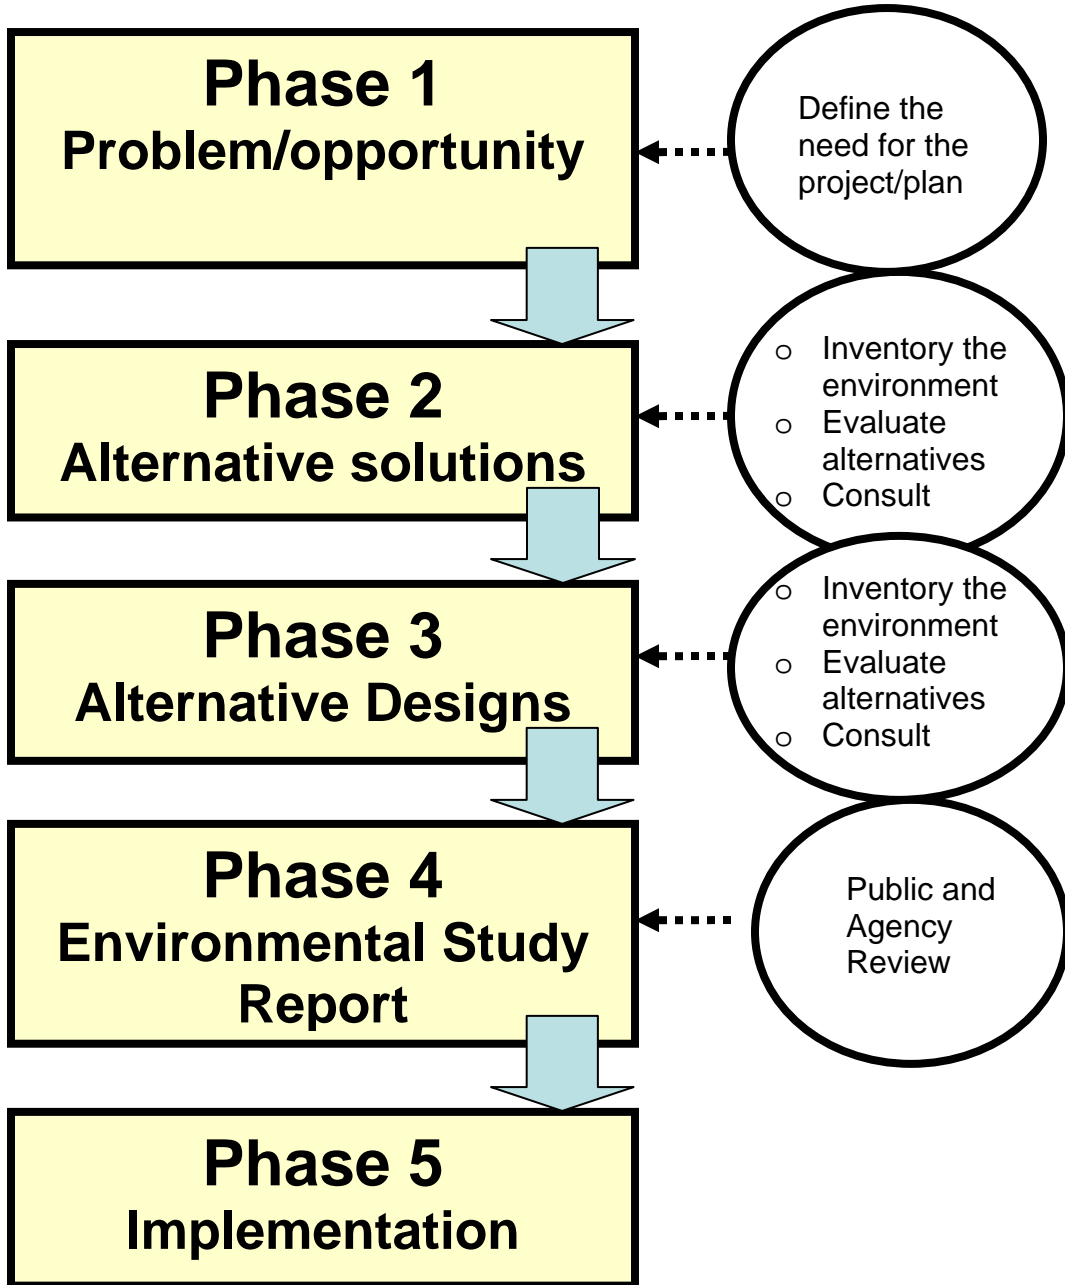 Phase 1
Problem/opportunity
Define the
need for the
project/plan
Phase 2
Alternative solutions
o Inventory the
environment
o Evaluate
alternatives
o Consult
Phase 3
Alternative Designs
o Inventory the
environment
o Evaluate
alternatives
o Consult
Phase 4
Environmental Study
Report
Public and
Agency
Review
Phase 5
Implementation